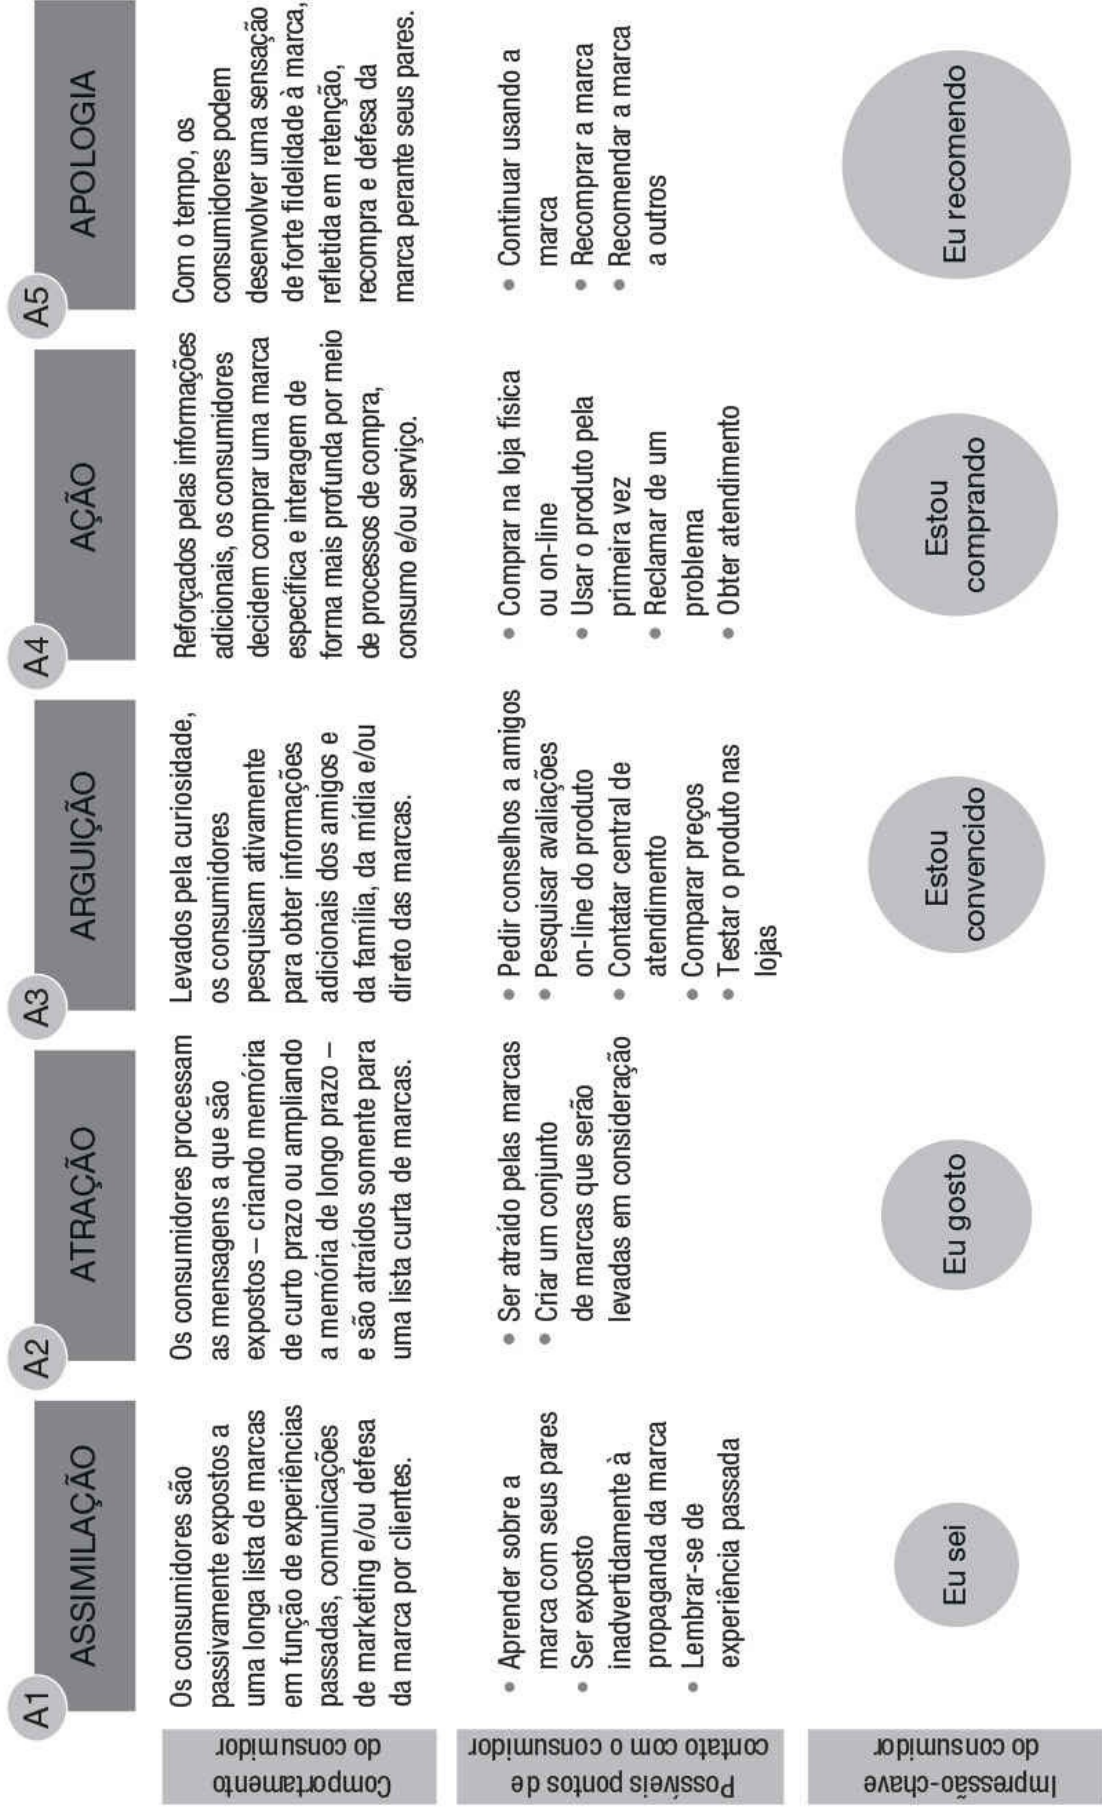 A1
ASSIMILAÇÃO
A2
ATRAÇÃO
A3
ARGUIÇÃO
A4
AÇÃO
A5
APOLOGIA
Comportamento
do consumidor
Os consumidores são
passivamente expostos a
uma longa lista de marcas
em função de experiências
passadas, comunicações
de marketing e/ou defesa
da marca por clientes.
Os consumidores processam
as mensagens a que são
expostos – criando memória
de curto prazo ou ampliando
a memória de longo prazo –
e são atraídos somente para
uma lista curta de marcas.
Levados pela curiosidade,
os consumidores
pesquisam ativamente
para obter informações
adicionais dos amigos e
da família, da mídia e/ou
direto das marcas.
Reforçados pelas informações
adicionais, os consumidores
decidem comprar uma marca
específica e interagem de
forma mais profunda por meio
de processos de compra,
consumo e/ou serviço.
Com o tempo, os
consumidores podem
desenvolver uma sensação
de forte fidelidade à marca,
refletida em retenção,
recompra e defesa da
marca perante seus pares.
Possíveis pontos de
contato com o consumidor
• Aprender sobre a
marca com seus pares
• Ser exposto
inadvertidamente à
propaganda da marca
• Lembrar-se de
experiência passada
• Ser atraído pelas marcas
• Criar um conjunto
de marcas que serão
levadas em consideração
• Pedir conselhos a amigos
• Pesquisar avaliações
on-line do produto
• Contatar central de
atendimento
• Comparar preços
• Testar o produto nas
lojas
• Comprar na loja física
ou on-line
• Usar o produto pela
primeira vez
• Reclamar de um
problema
• Obter atendimento
• Continuar usando a
marca
• Recomprar a marca
• Recomendar a marca
a outros
Impressão-chave
do consumidor
Eu sei
Eu gosto
Estou
convencido
Estou
comprando
Eu recomendo